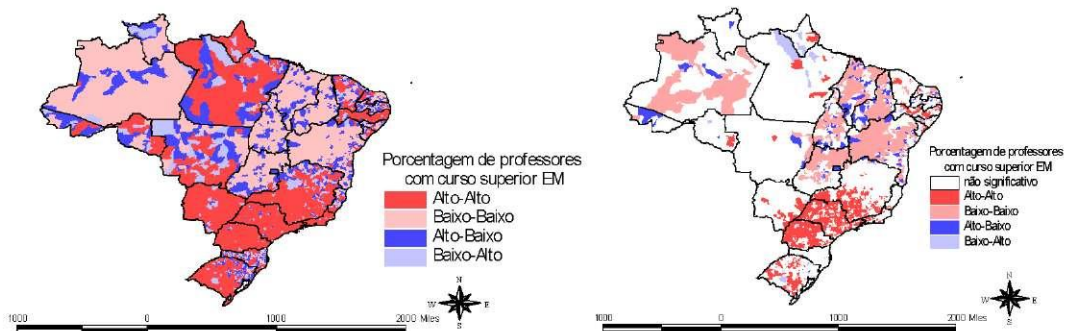 Porcentagem de professores
com curso superior EM
Alto-Alto
Baixo-Baixo
Alto-Baixo
Baixo-Alto
N
W E
S
1000 0 1000 2000 Miles
Porcentagem de professores
com curso superior EM
não significativo
Alto-Alto
Baixo-Baixo
Alto-Baixo
Baixo-Alto
N
W E
S
1000 0 1000 2000 Miles